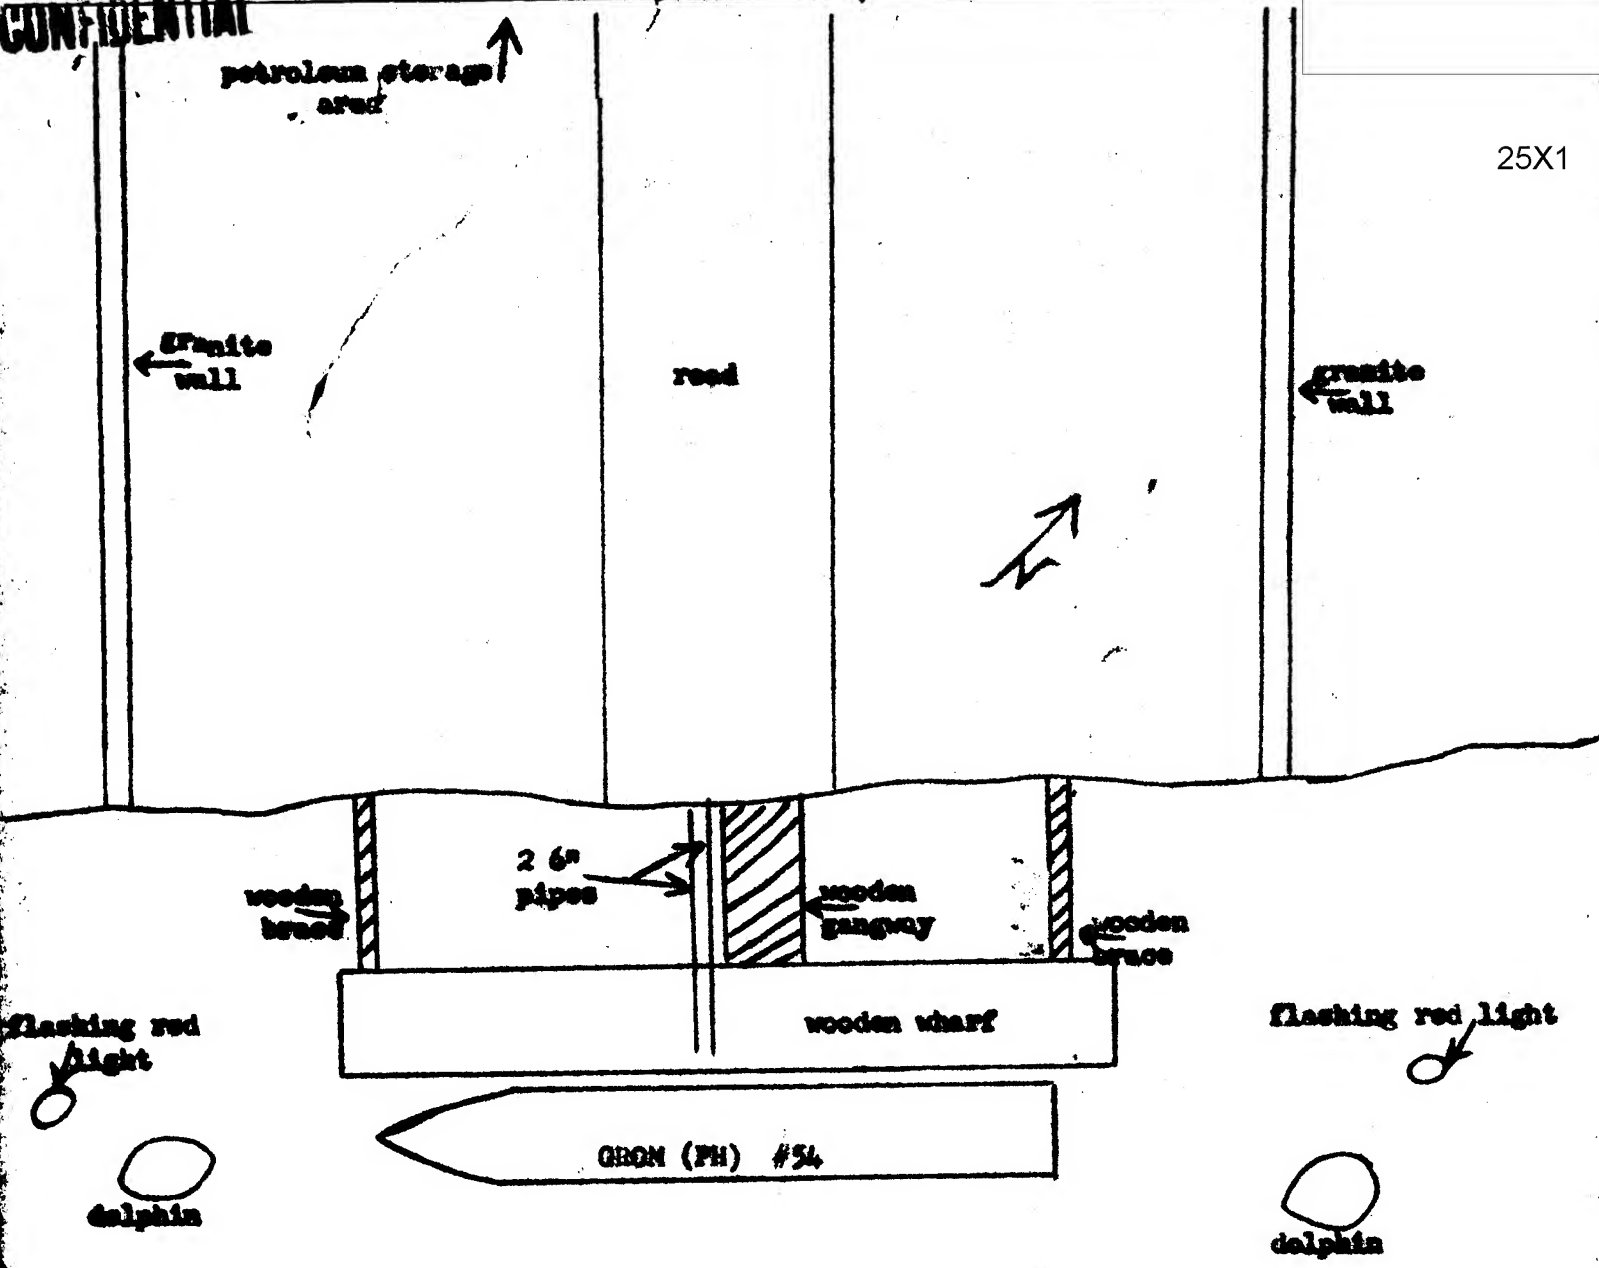 CONFIDENTIAL
petroleum storage
area
25X1
granite
wall
road
granite
wall
N
2 6"
pipes
wooden
brace
wooden
gangway
wooden
brace
flashing red
light
wooden wharf
flashing red light
(PH) #54
dolphin
dolphin